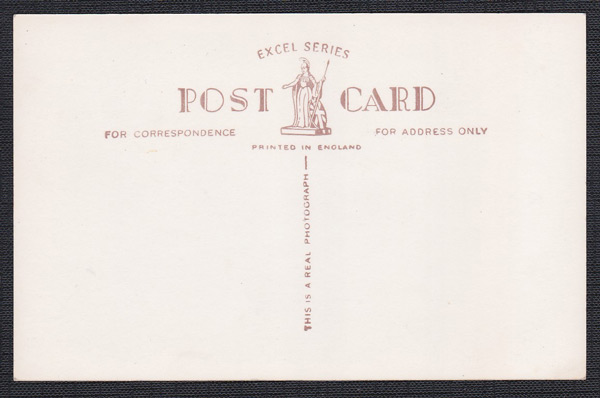 EXCEL SERIES
POST CARD
FOR CORRESPONDENCE
FOR ADDRESS ONLY
PRINTED IN ENGLAND
THIS IS A REAL PHOTOGRAPH